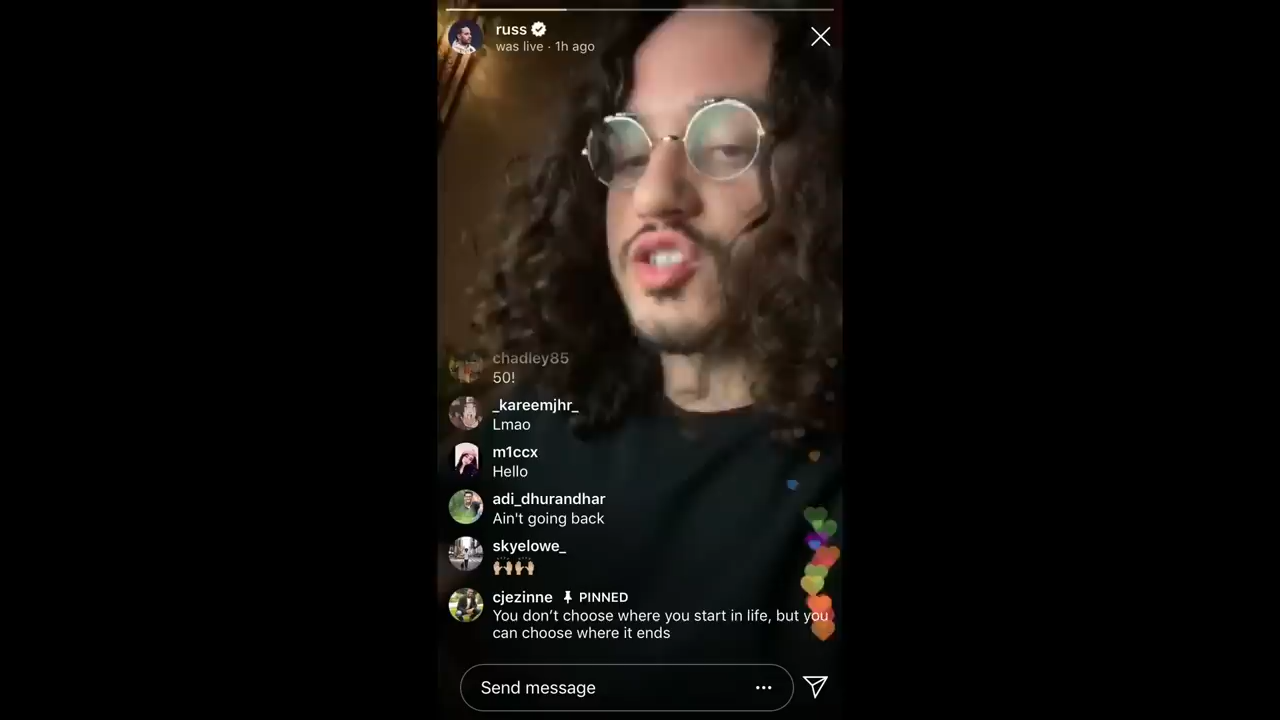 russ
was live · 1h ago
chadley85
50!
_kareemjhr_
Lmao
m1ccx
Hello
adi_dhurandhar
Ain't going back
skyelowe_
🙌🏼🙌🏼
cjezinne PINNED
You don’t choose where you start in life, but you
can choose where it ends
Send message